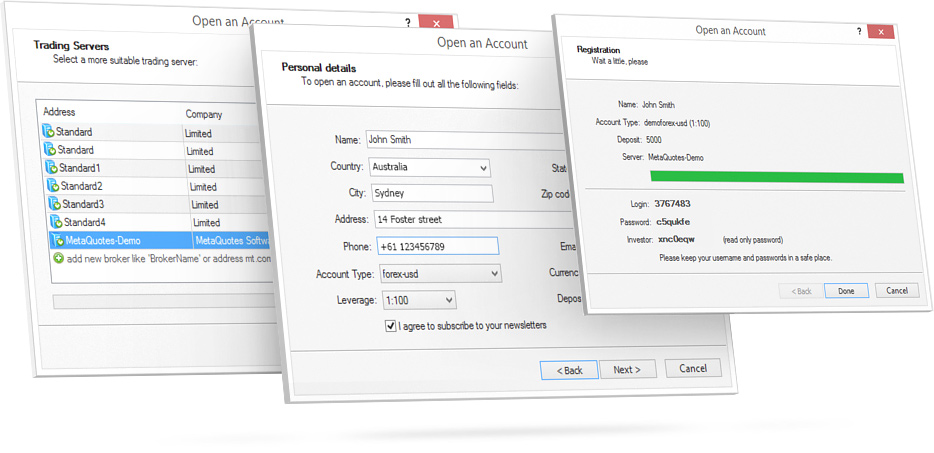 Open an Account
?
x
Trading Servers
Select a more suitable trading server:
Address Company
Standard Limited
Standard Limited
Standard1 Limited
Standard2 Limited
Standard3 Limited
Standard4 Limited
MetaQuotes-Demo MetaQuotes Softwa
add new broker like 'BrokerName' or address mt.com
Open an Account
Personal details
To open an account, please fill out all the following fields:
Name: John Smith
Country: Australia Stat
City: Sydney Zip cod
Address: 14 Foster street
Phone: +61 123456789 Ema
Account Type: forex-usd Currenc
Leverage: 1:100 Depos
I agree to subscribe to your newsletters
< Back Next > Cancel
Open an Account
?
x
Registration
Wait a little, please
Name: John Smith
Account Type: demoforex-usd (1:100)
Deposit: 5000
Server: MetaQuotes-Demo
Login: 3767483
Password: c5qukfe
Investor: xnc0eqw (read only password)
Please keep your username and passwords in a safe place.
< Back Done Cancel